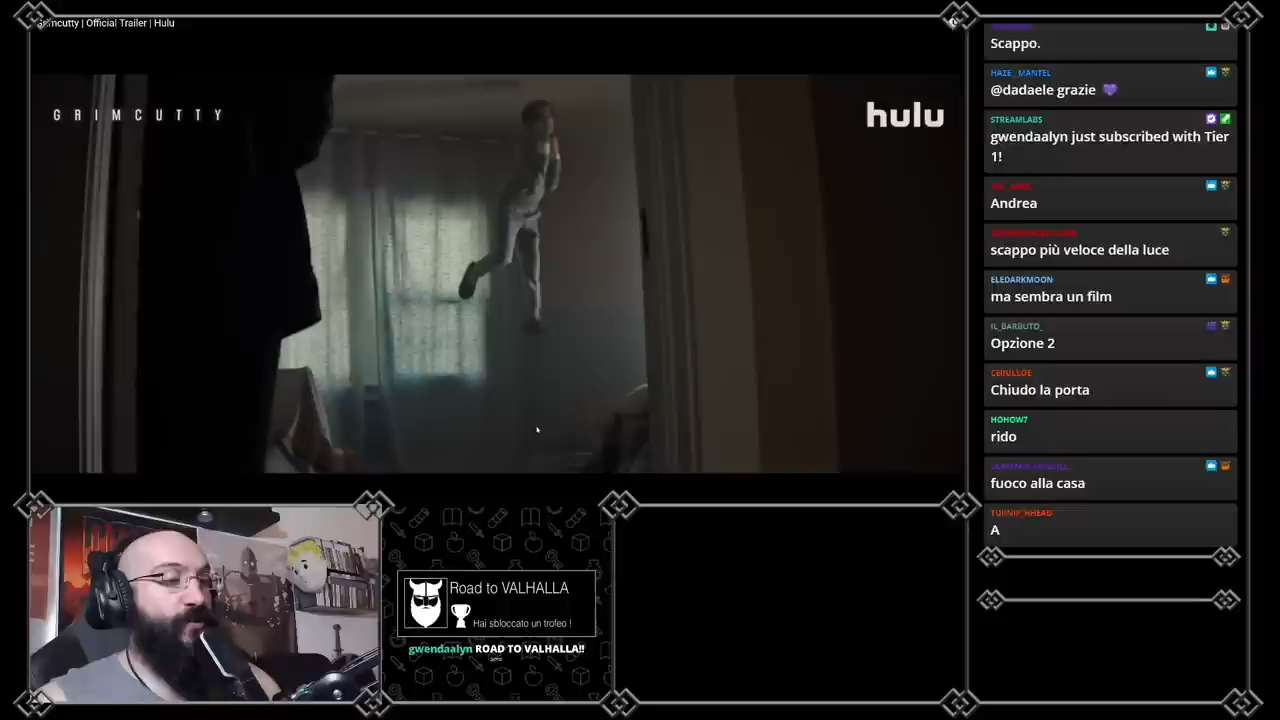 Grimcutty | Official Trailer | Hulu
GRIMCUTTY
hulu
Scappo.
HAZE_MANTEL
@dadaele grazie
STREAMLABS
gwendaalyn just subscribed with Tier
1!
Andrea
scappo più veloce della luce
ELEDARKMOON
ma sembra un film
IL_BARBUTO_
Opzione 2
CERULLOE
Chiudo la porta
HOHOW7
rido
fuoco alla casa
A
Road to VALHALLA
Hai sbloccato un trofeo !
gwendaalyn ROAD TO VALHALLA!!